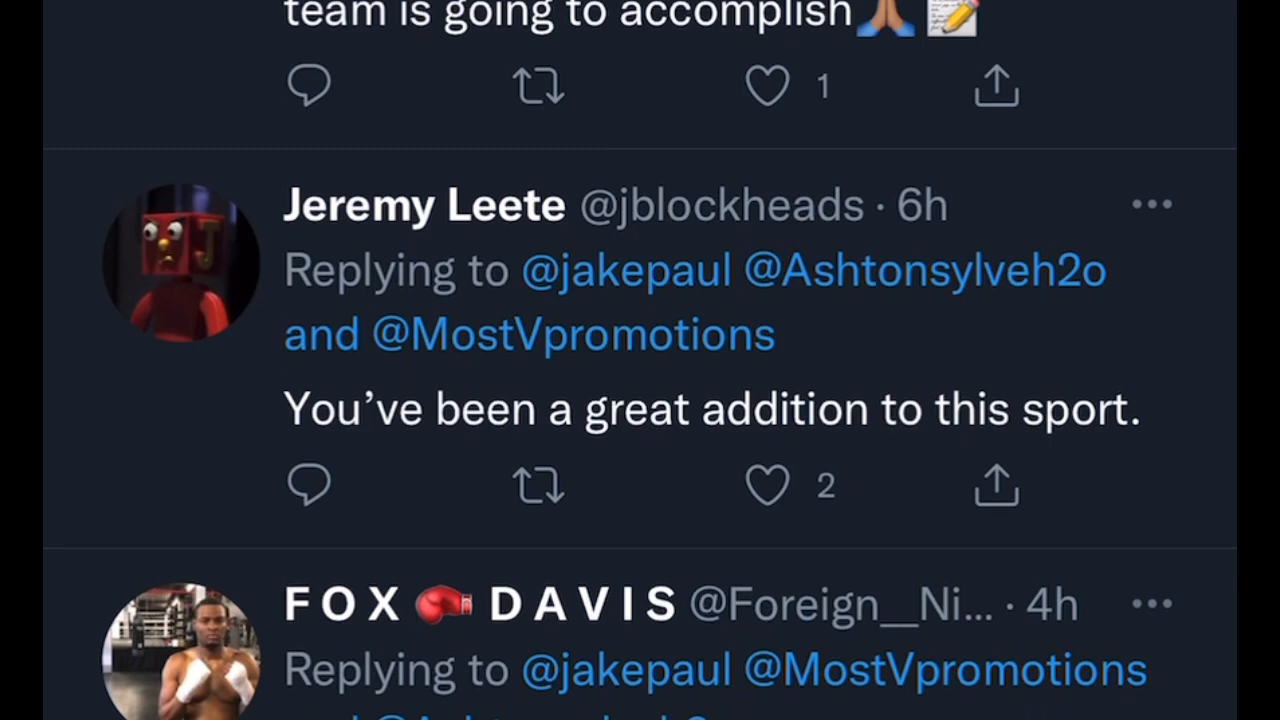 team is going to accomplish🙏🏽 📝
1
Jeremy Leete @jblockheads · 6h
Replying to @jakepaul @Ashtonsylveh2o
and @MostVpromotions
You’ve been a great addition to this sport.
2
F O X 🥊 D A V I S @Foreign__Ni... · 4h
Replying to @jakepaul @MostVpromotions